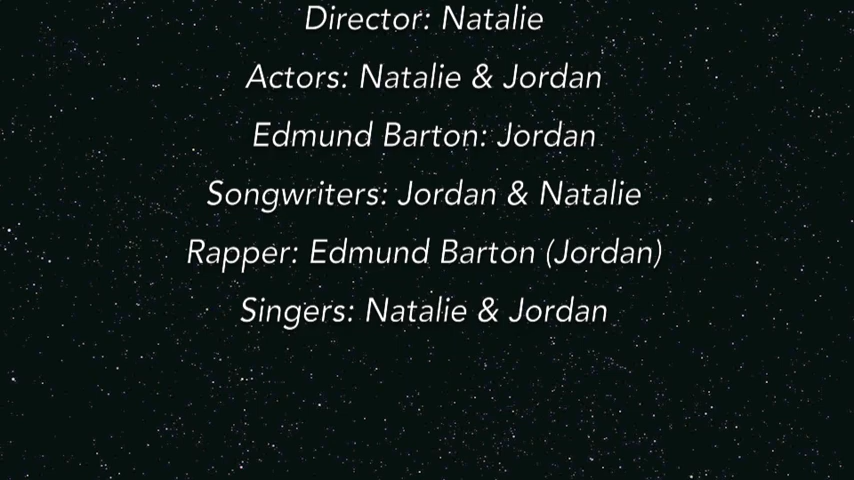 Director: Natalie
Actors: Natalie & Jordan
Edmund Barton: Jordan
Songwriters: Jordan & Natalie
Rapper: Edmund Barton (Jordan)
Singers: Natalie & Jordan